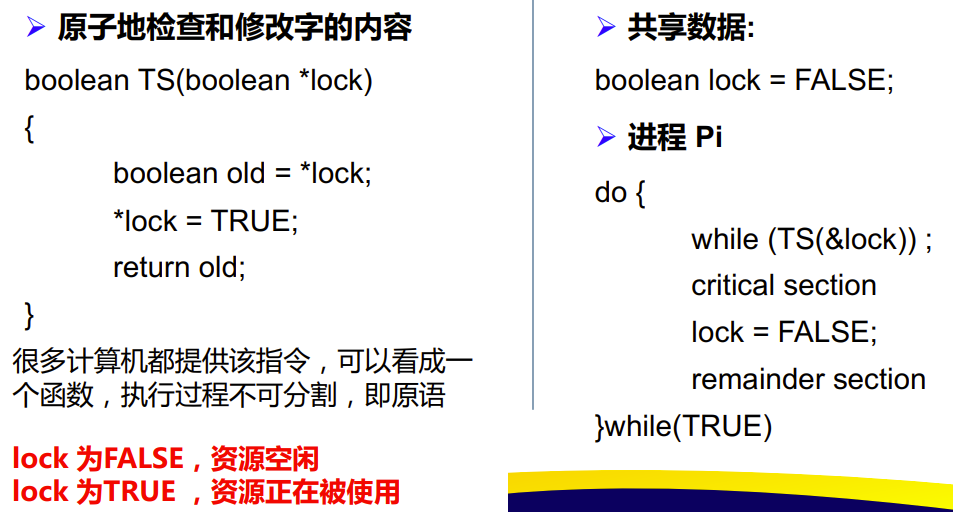 ➢ 原子地检查和修改字的内容
boolean TS(boolean *lock)
{
boolean old = *lock;
*lock = TRUE;
return old;
}
很多计算机都提供该指令，可以看成一
个函数，执行过程不可分割，即原语
lock 为FALSE，资源空闲
lock 为TRUE ，资源正在被使用
➢ 共享数据:
boolean lock = FALSE;
➢ 进程 Pi
do {
while (TS(&lock)) ;
critical section
lock = FALSE;
remainder section
}while(TRUE)